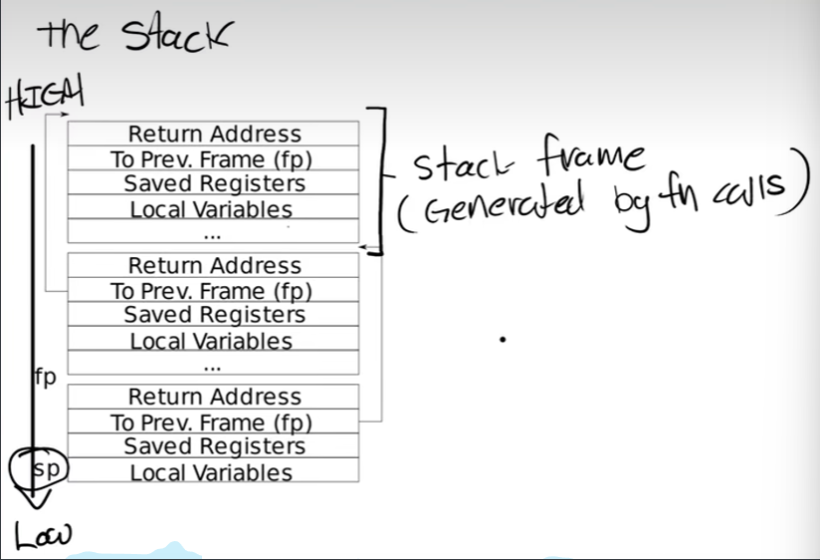 the Stack
HIGH
Return Address
To Prev. Frame (fp)
Saved Registers
Local Variables
...
Stack frame
(Generated by fn calls)
Return Address
To Prev. Frame (fp)
Saved Registers
Local Variables
...
fp
Return Address
To Prev. Frame (fp)
Saved Registers
sp
Local Variables
Low